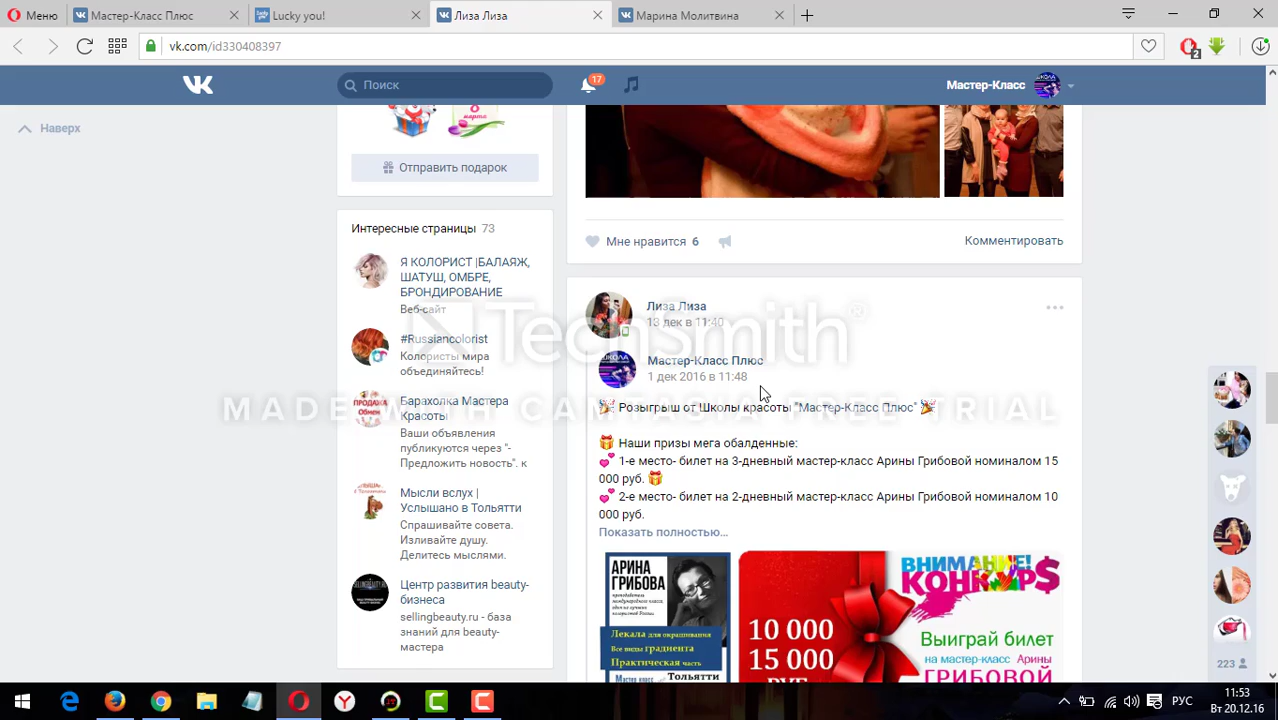 Меню
Мастер-Класс Плюс
Lucky you!
Лиза Лиза
Марина Молитвина
vk.com/id330408397
2
Поиск
17
Мастер-Класс
Наверх
8
марта
Отправить подарок
Интересные страницы 73
Я КОЛОРИСТ |БАЛАЯЖ,
ШАТУШ, ОМБРЕ,
БРОНДИРОВАНИЕ
Веб-сайт
#Russiancolorist
Колористы мира
объединяйтесь!
Барахолка Мастера
Красоты
Ваши объявления
публикуются через "-
Предложить новость". к
Мысли вслух |
Услышано в Тольятти
Спрашивайте совета.
Изливайте душу.
Делитесь мыслями.
Центр развития beauty-
бизнеса
sellingbeauty.ru - база
знаний для beauty-
мастера
Мне нравится 6
Комментировать
Лиза Лиза
13 дек в 11:40
Мастер-Класс Плюс
1 дек 2016 в 11:48
Розыгрыш от Школы красоты "Мастер-Класс Плюс"
Наши призы мега обалденные:
1-е место- билет на 3-дневный мастер-класс Арины Грибовой номиналом 15
000 руб.
2-е место- билет на 2-дневный мастер-класс Арины Грибовой номиналом 10
000 руб.
Показать полностью…
АРИНА
ГРИБОВА
Лекала для окрашивания
Все виды градиента
Практическая часть
Тольятти
10 000
15 000
ВНИМАНИЕ!
КОНКУР$
Выиграй билет
на мастер-класс Арины
ГРИБОВОЙ
TechSmith
MADE WITH CAMTASIA FREE TRIAL
223
РУС
11:53
Вт 20.12.16